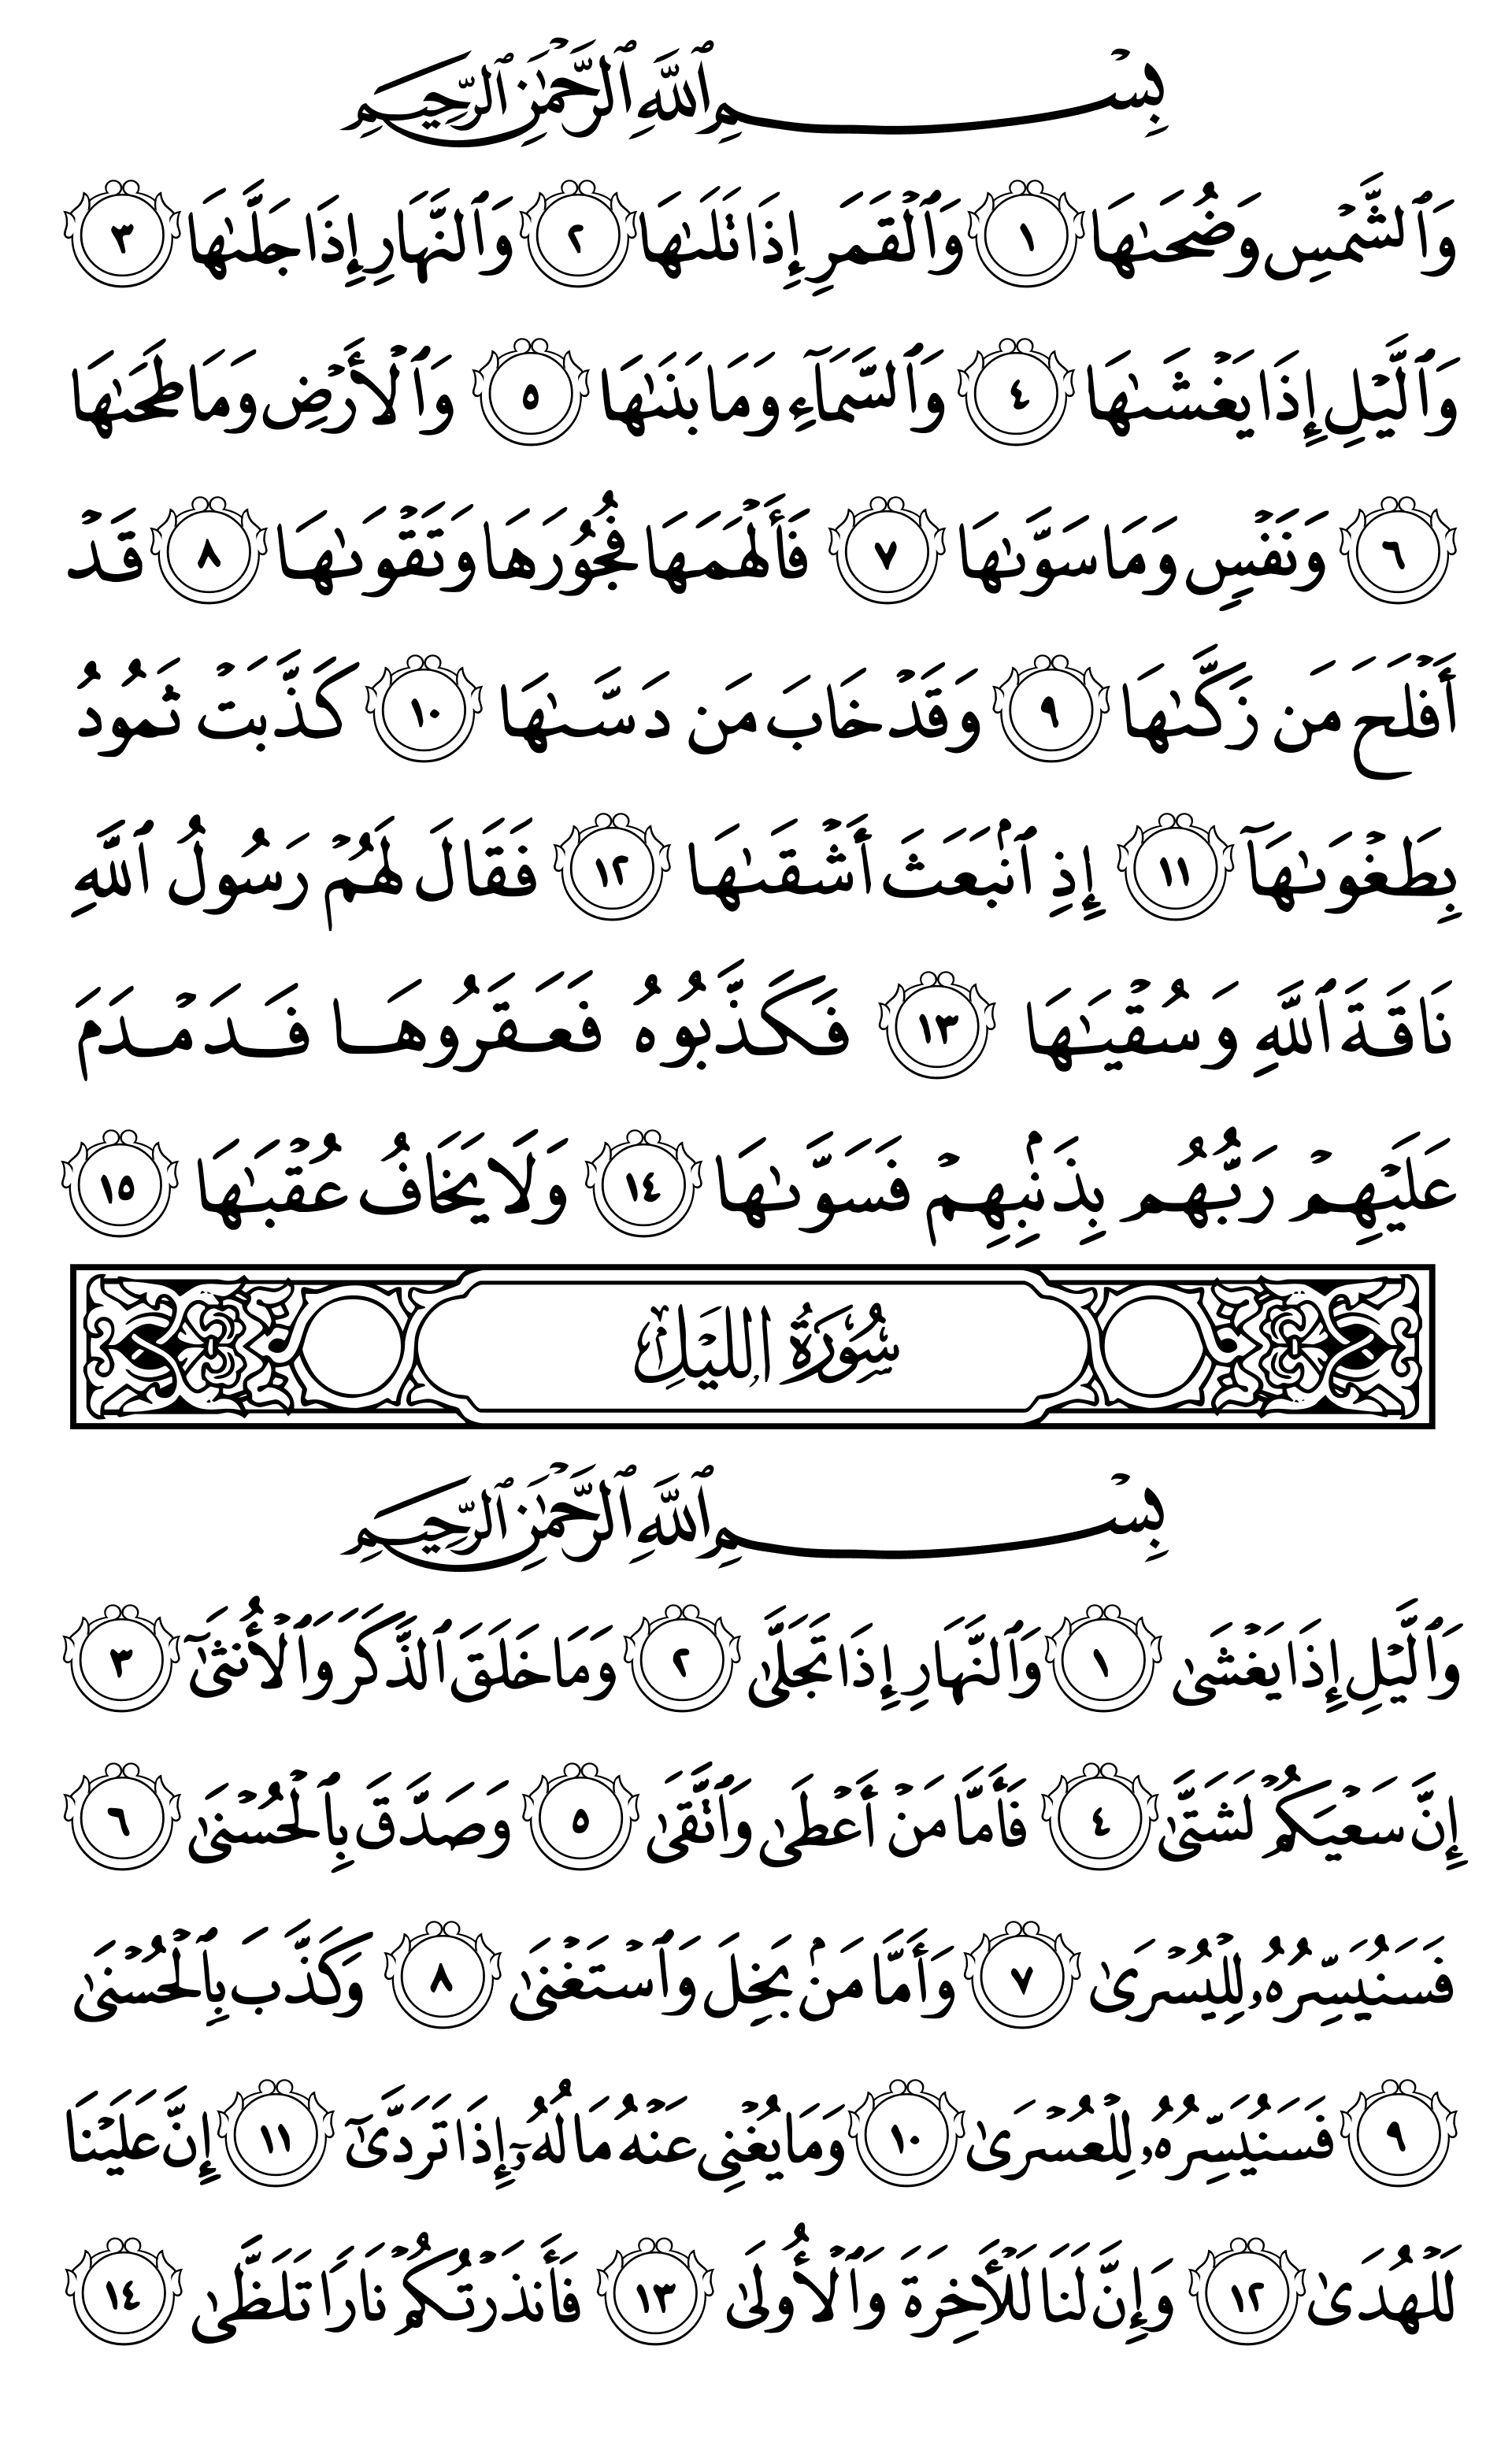 بِسْمِ ٱللَّهِ ٱلرَّحْمَٰنِ ٱلرَّحِيمِ
وَٱلشَّمْسِ وَضُحَىٰهَا ١ وَٱلْقَمَرِ إِذَا تَلَىٰهَا ٢ وَٱلنَّهَارِ إِذَا جَلَّىٰهَا ٣
وَٱلَّيْلِ إِذَا يَغْشَىٰهَا ٤ وَٱلسَّمَآءِ وَمَا بَنَىٰهَا ٥ وَٱلْأَرْضِ وَمَا طَحَىٰهَا
٦ وَنَفْسٍ وَمَا سَوَّىٰهَا ٧ فَأَلْهَمَهَا فُجُورَهَا وَتَقْوَىٰهَا ٨ قَدْ
أَفْلَحَ مَن زَكَّىٰهَا ٩ وَقَدْ خَابَ مَن دَسَّىٰهَا ١٠ كَذَّبَتْ ثَمُودُ
بِطَغْوَىٰهَآ ١١ إِذِ ٱنۢبَعَثَ أَشْقَىٰهَا ١٢ فَقَالَ لَهُمْ رَسُولُ ٱللَّهِ
نَاقَةَ ٱللَّهِ وَسُقْيَٰهَا ١٣ فَكَذَّبُوهُ فَعَقَرُوهَا فَدَمْدَمَ
عَلَيْهِمْ رَبُّهُم بِذَنۢبِهِمْ فَسَوَّىٰهَا ١٤ وَلَا يَخَافُ عُقْبَٰهَا ١٥
سُورَةُ اللَّيْلِ
بِسْمِ ٱللَّهِ ٱلرَّحْمَٰنِ ٱلرَّحِيمِ
وَٱلَّيْلِ إِذَا يَغْشَىٰ ١ وَٱلنَّهَارِ إِذَا تَجَلَّىٰ ٢ وَمَا خَلَقَ ٱلذَّكَرَ وَٱلْأُنثَىٰٓ ٣
إِنَّ سَعْيَكُمْ لَشَتَّىٰ ٤ فَأَمَّا مَنْ أَعْطَىٰ وَٱتَّقَىٰ ٥ وَصَدَّقَ بِٱلْحُسْنَىٰ ٦
فَسَنُيَسِّرُهُۥ لِلْيُسْرَىٰ ٧ وَأَمَّا مَنۢ بَخِلَ وَٱسْتَغْنَىٰ ٨ وَكَذَّبَ بِٱلْحُسْنَىٰ
٩ فَسَنُيَسِّرُهُۥ لِلْعُسْرَىٰ ١٠ وَمَا يُغْنِى عَنْهُ مَالُهُۥٓ إِذَا تَرَدَّىٰٓ ١١ إِنَّ عَلَيْنَا
لَلْهُدَىٰ ١٢ وَإِنَّ لَنَا لَلْـَٔاخِرَةَ وَٱلْأُولَىٰ ١٣ فَأَنذَرْتُكُمْ نَارًا تَلَظَّىٰ ١٤